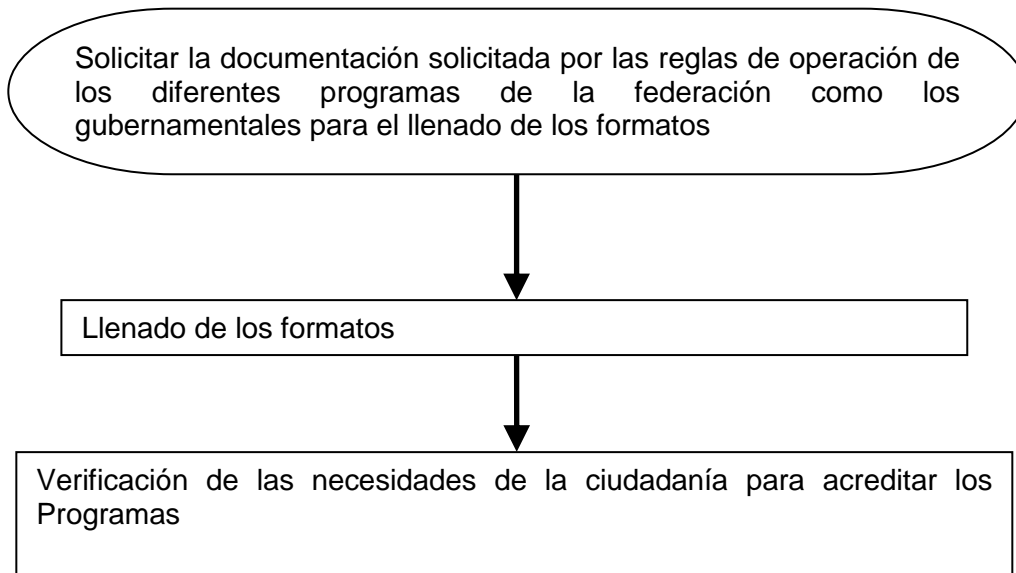 Solicitar la documentación solicitada por las reglas de operación de
los diferentes programas de la federación como los
gubernamentales para el llenado de los formatos
Llenado de los formatos
Verificación de las necesidades de la ciudadanía para acreditar los
Programas